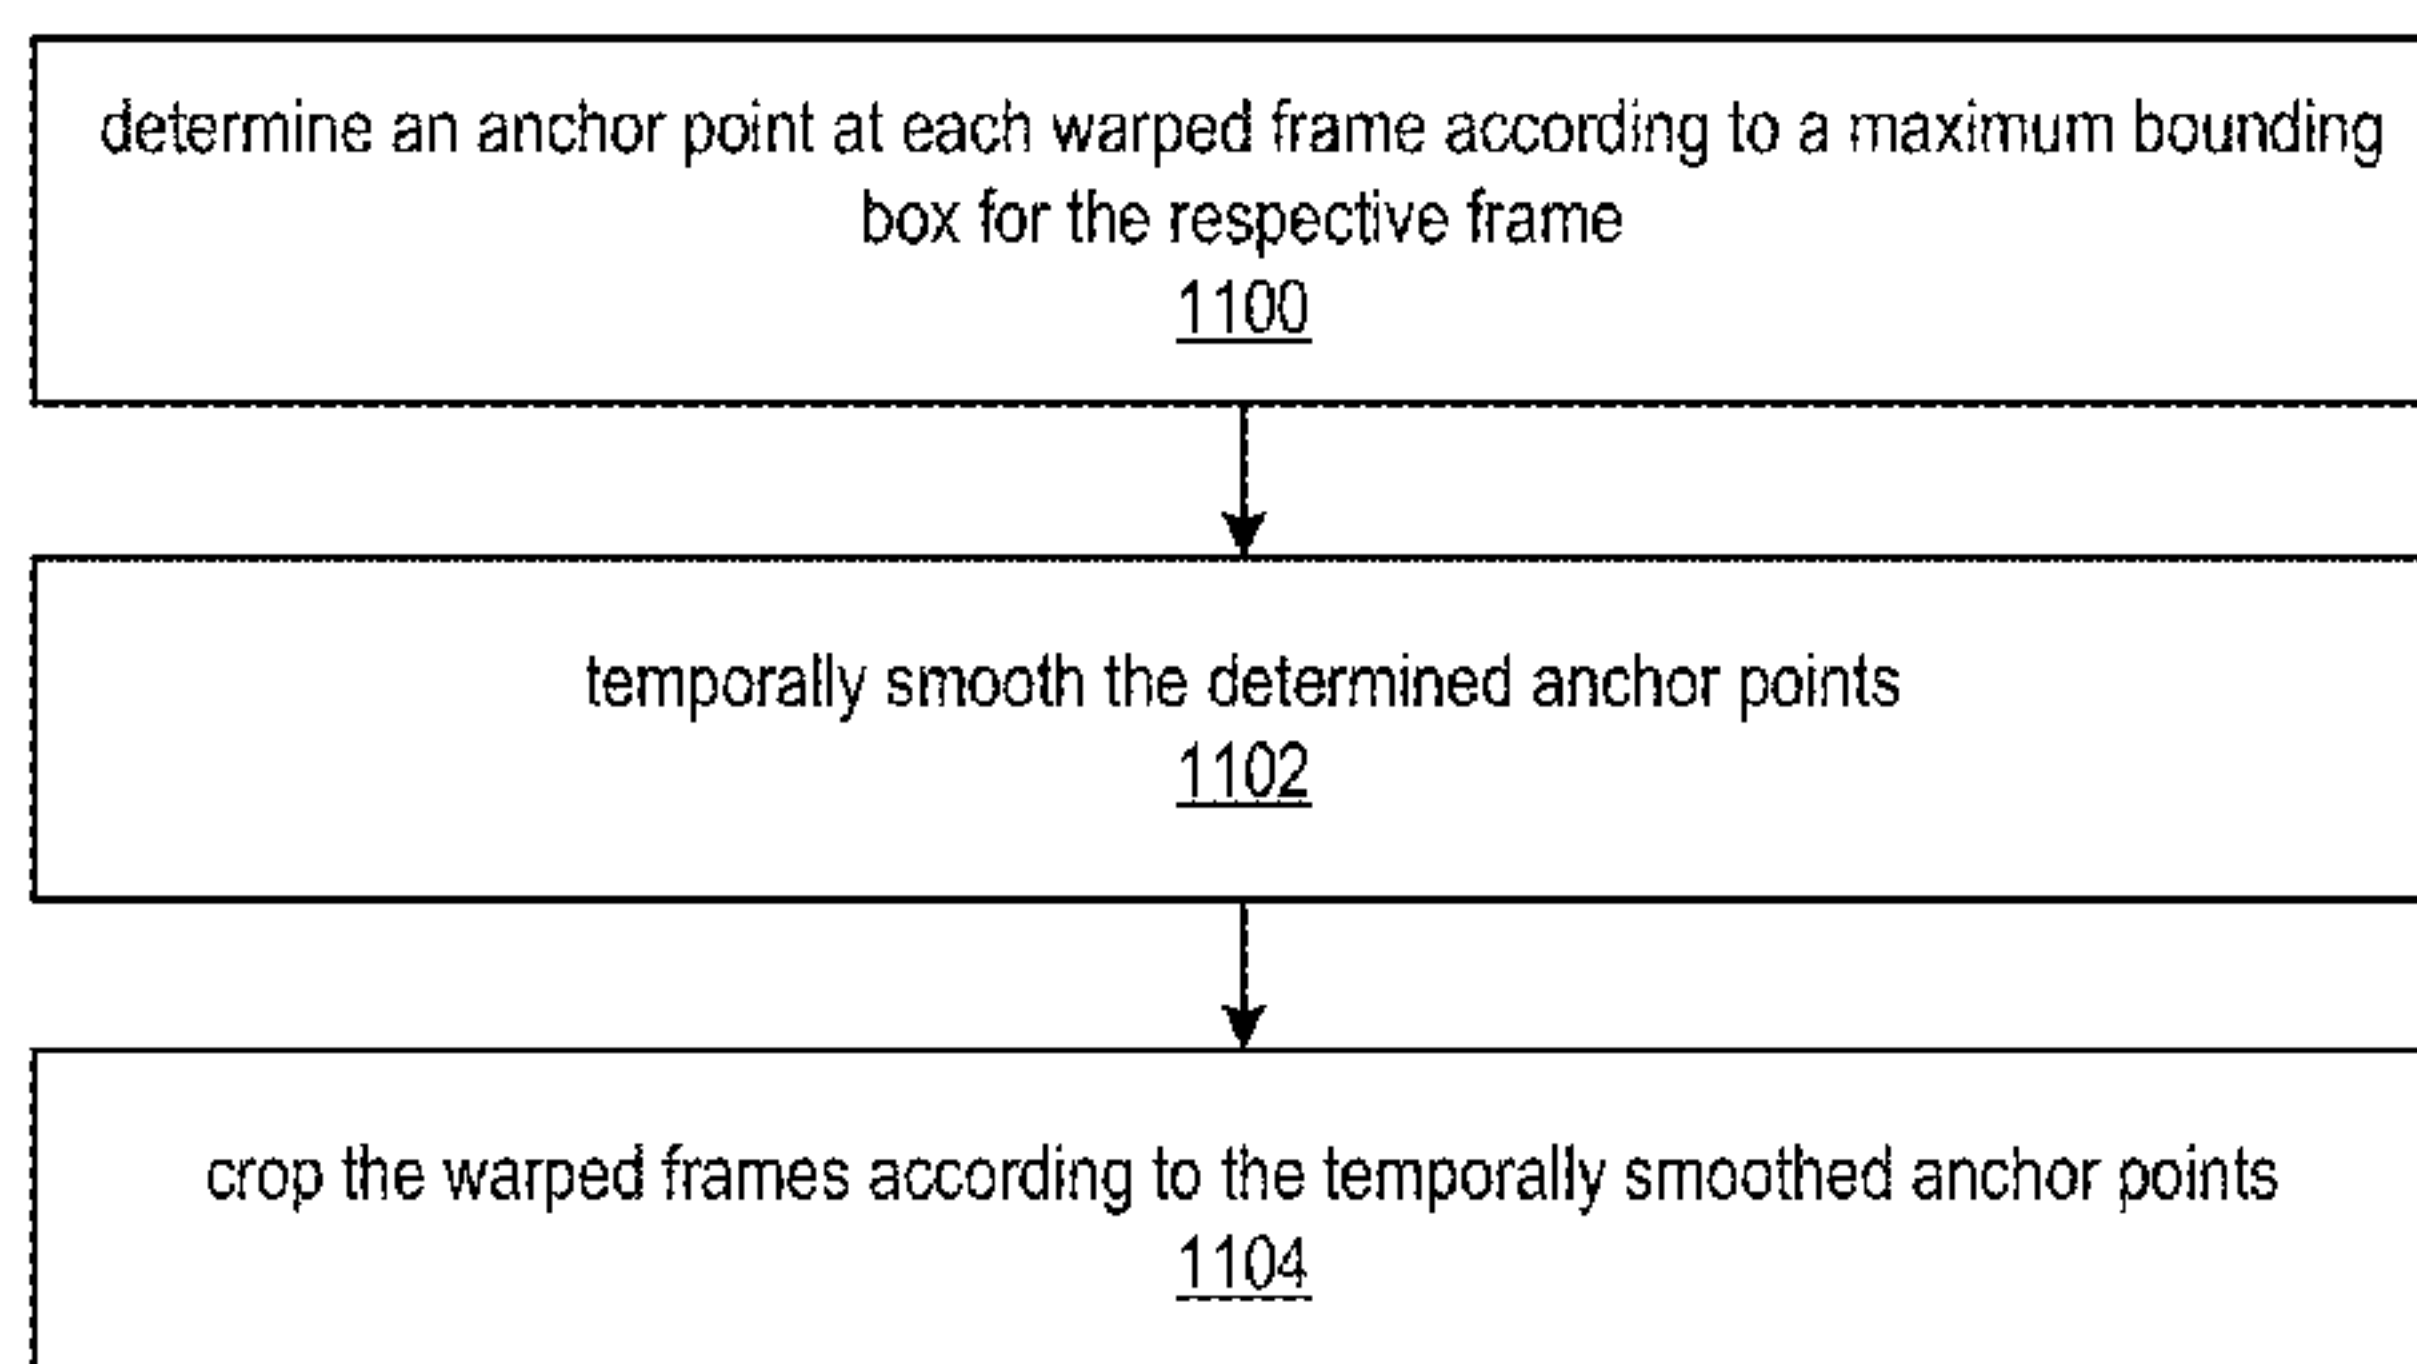 determine an anchor point at each warped frame according to a maximum bounding
box for the respective frame
1100
temporally smooth the determined anchor points
1102
crop the warped frames according to the temporally smoothed anchor points
1104